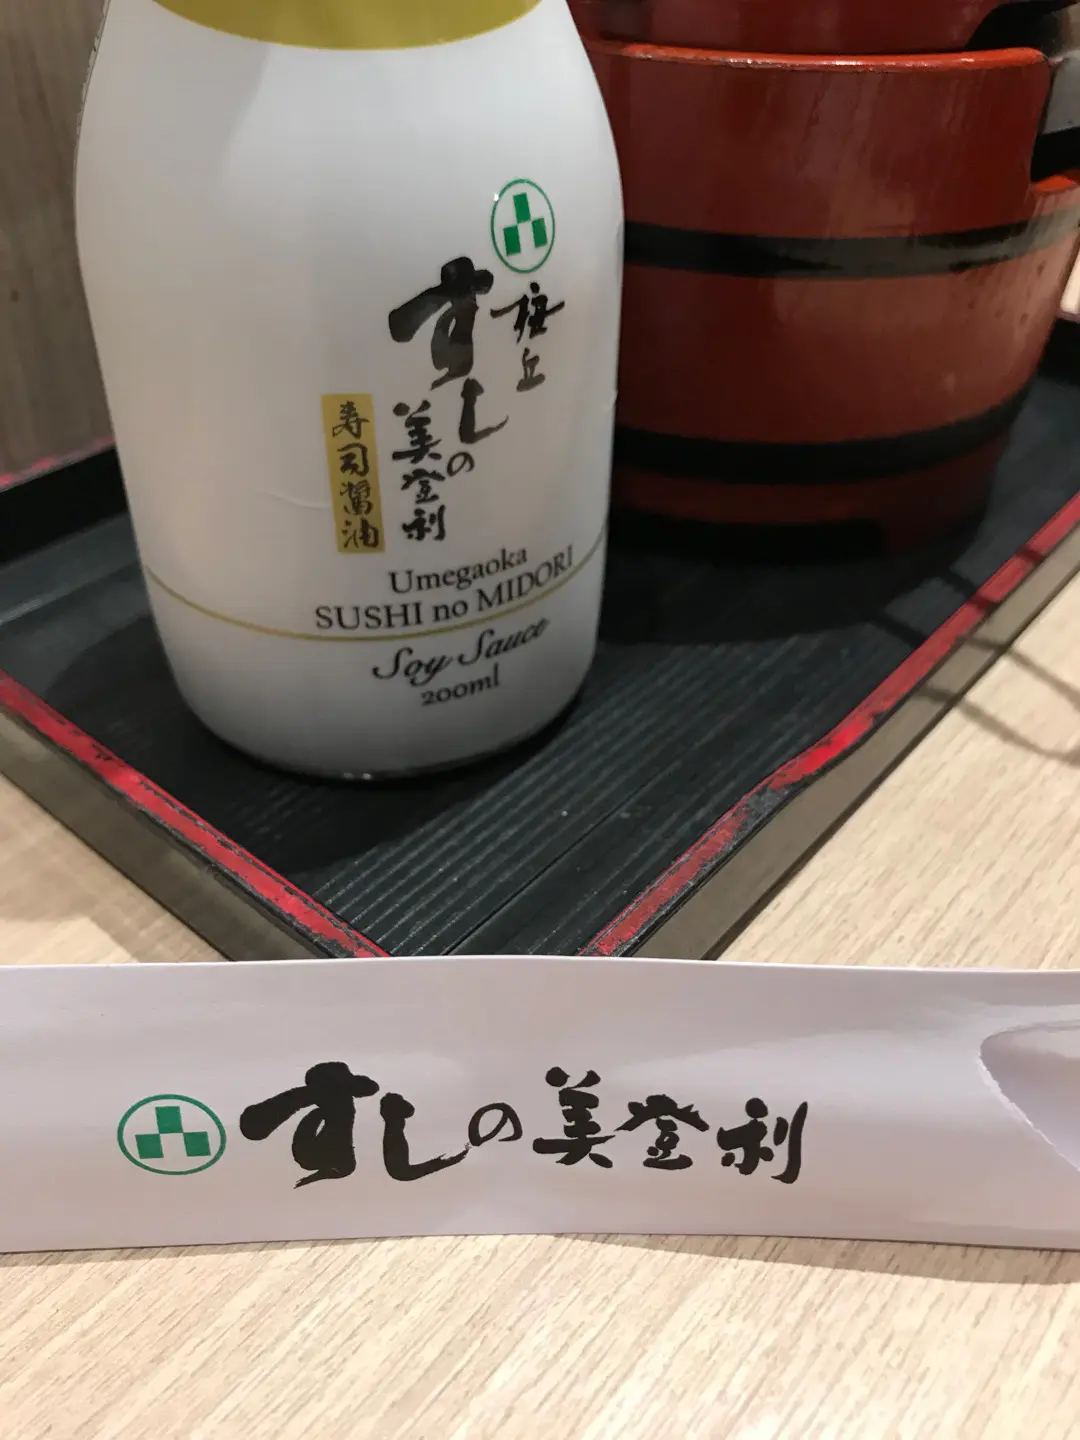 梅丘
すしの
美登利
寿司醤油
Umegaoka
SUSHI no MIDORI
Soy Sauce
200ml
すしの美登利